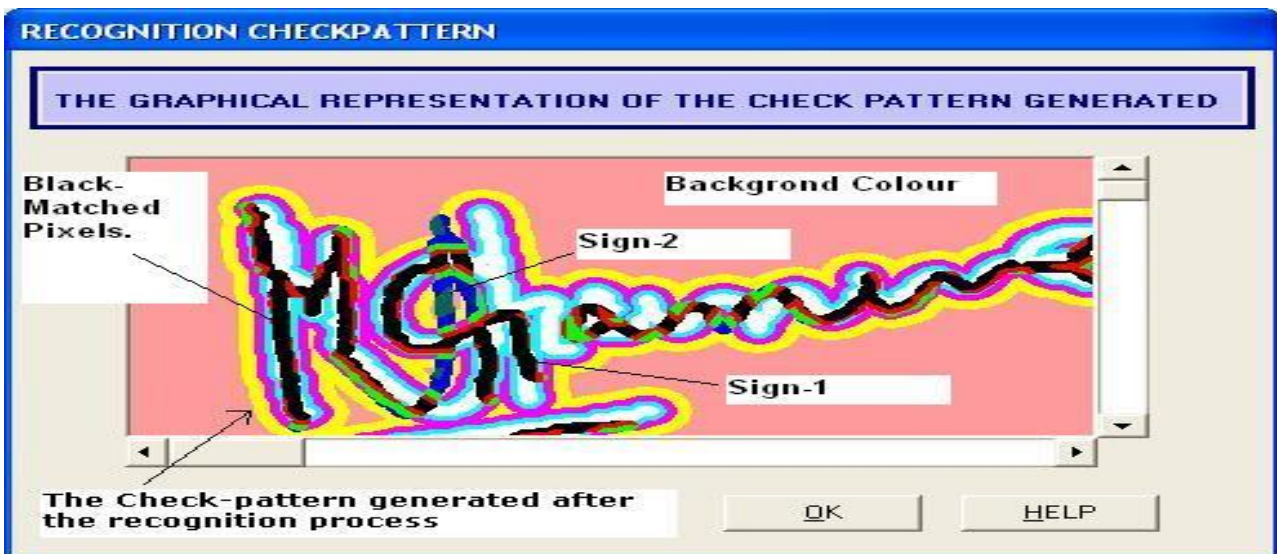 RECOGNITION CHECKPATTERN
THE GRAPHICAL REPRESENTATION OF THE CHECK PATTERN GENERATED
Black-
Matched
Pixels.
Backgrond Colour
Sign-2
Sign-1
The Check-pattern generated after
the recognition process
OK
HELP